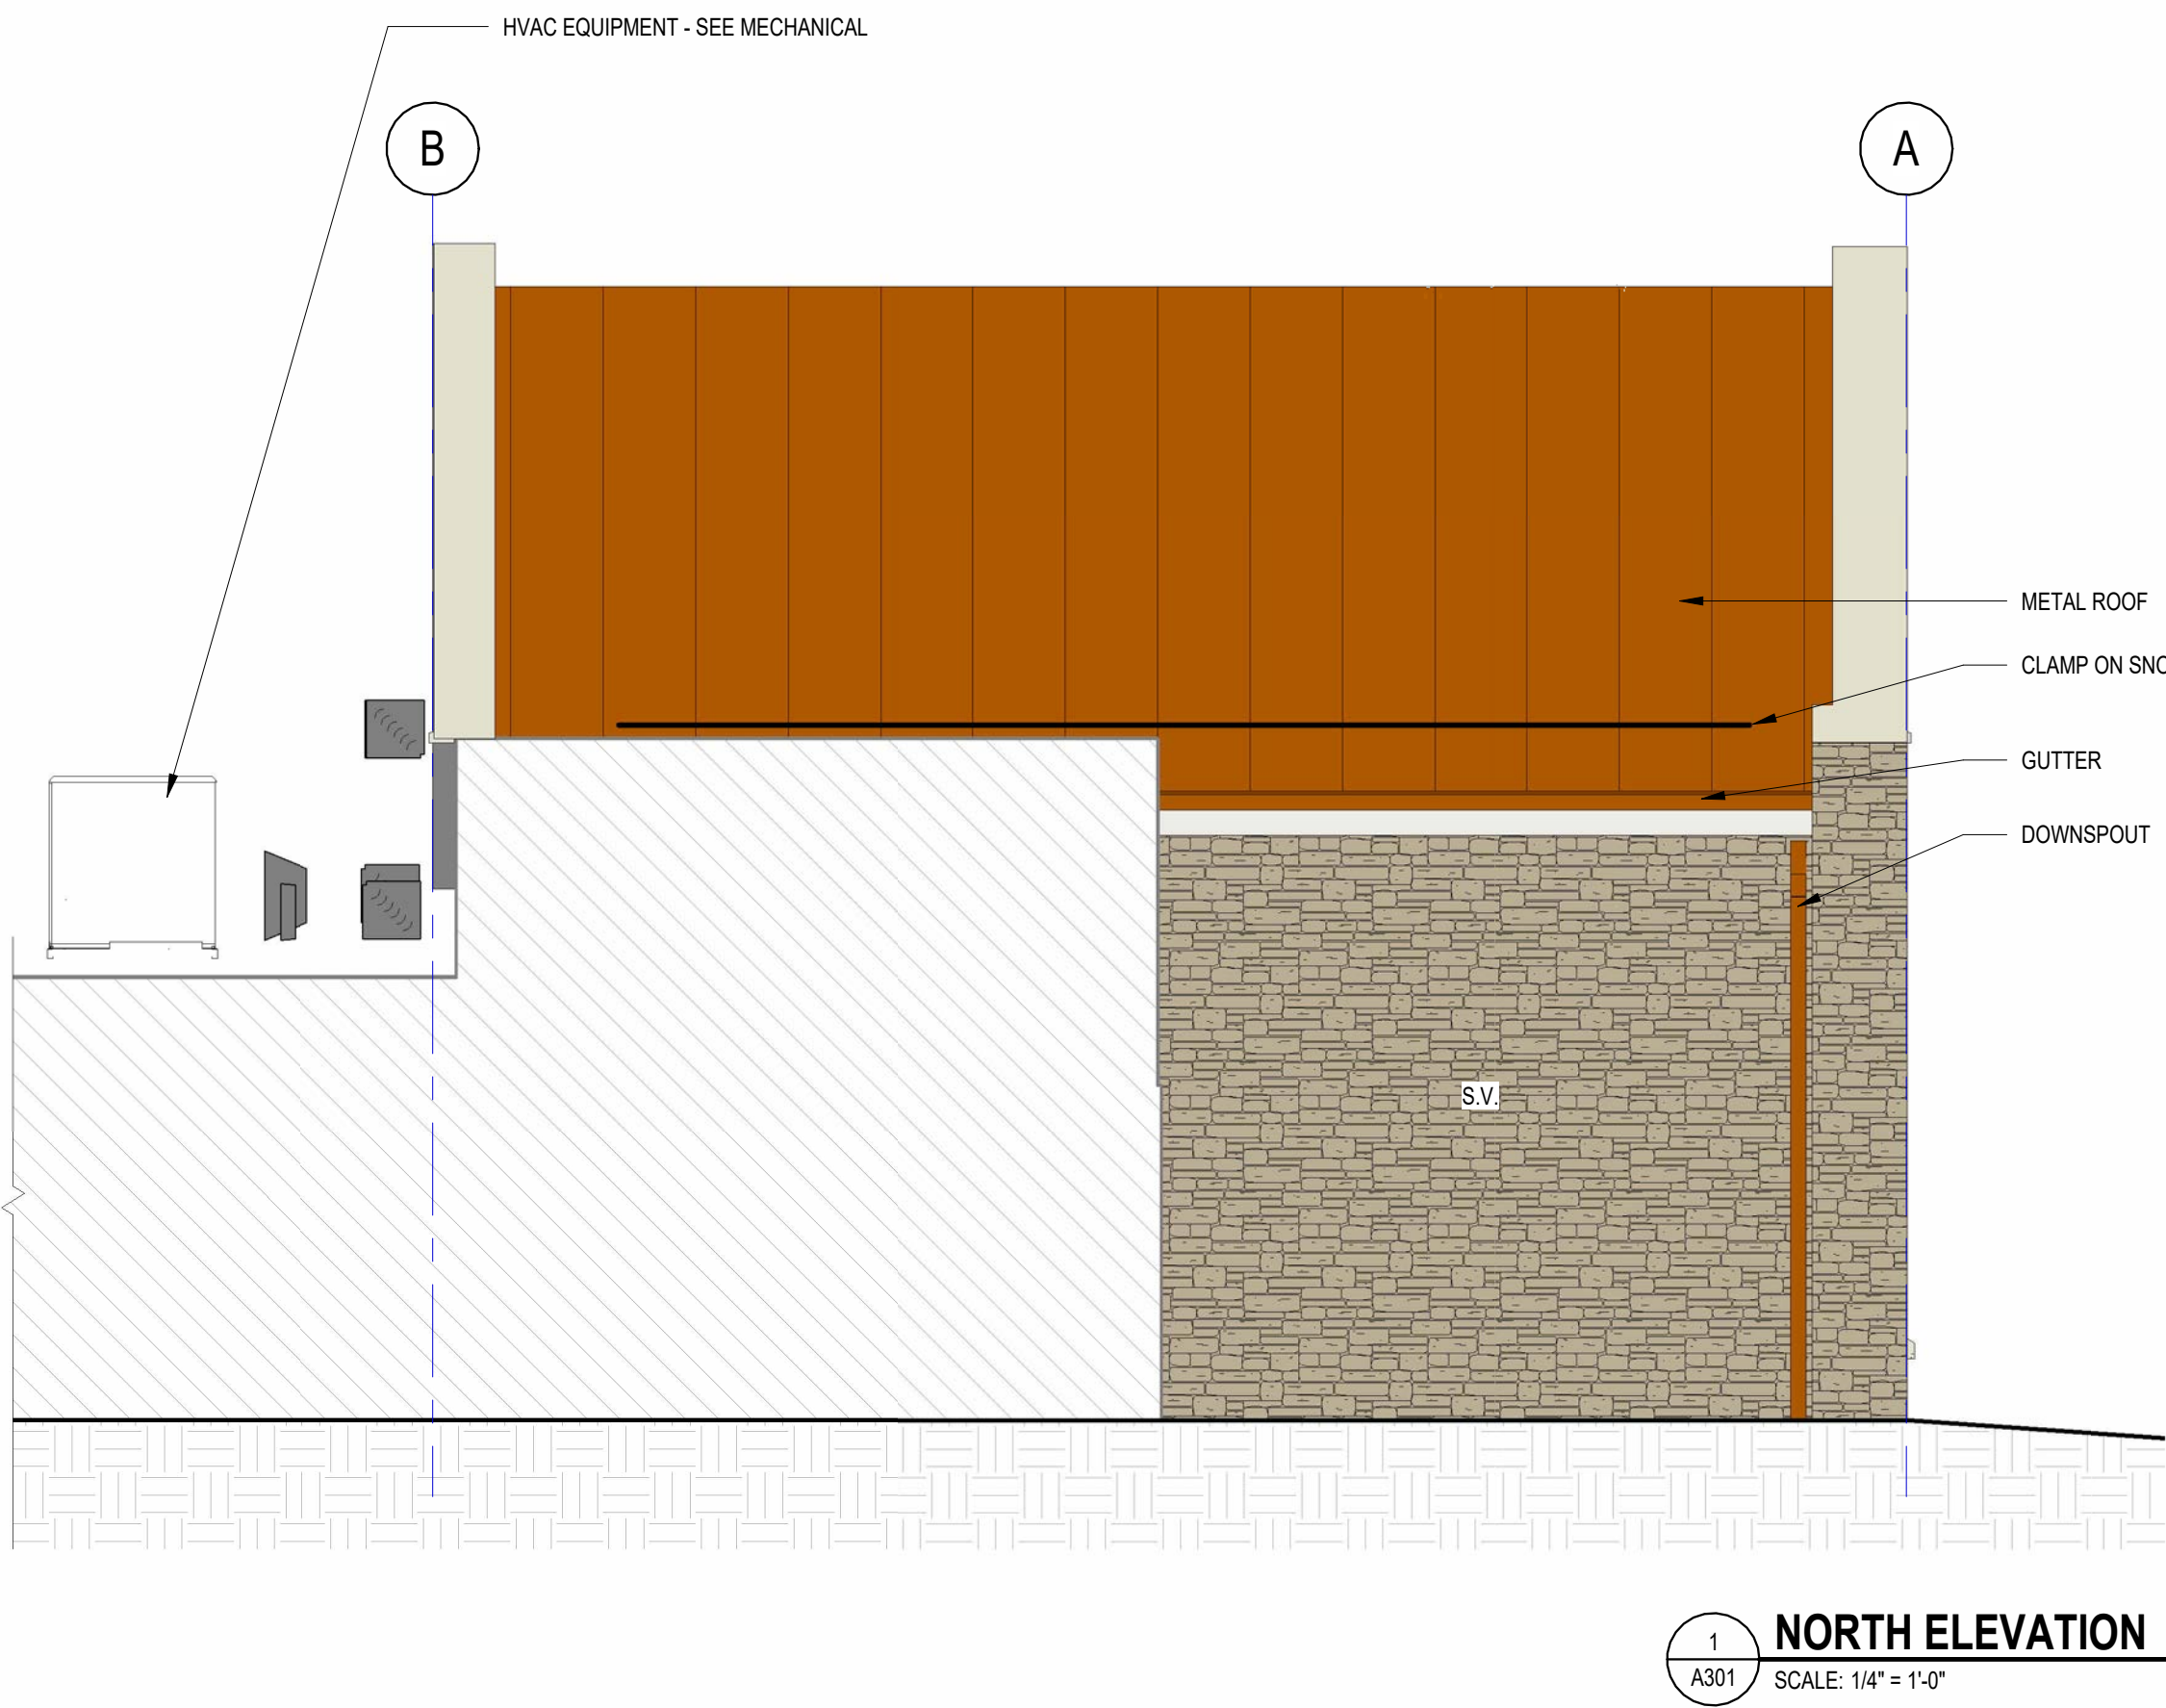 HVAC EQUIPMENT - SEE MECHANICAL
B
A
METAL ROOF
CLAMP ON
GUTTER
DOWNSPOUT
S.V.
1
A301
NORTH ELEVATION
SCALE: 1/4" = 1'-0"